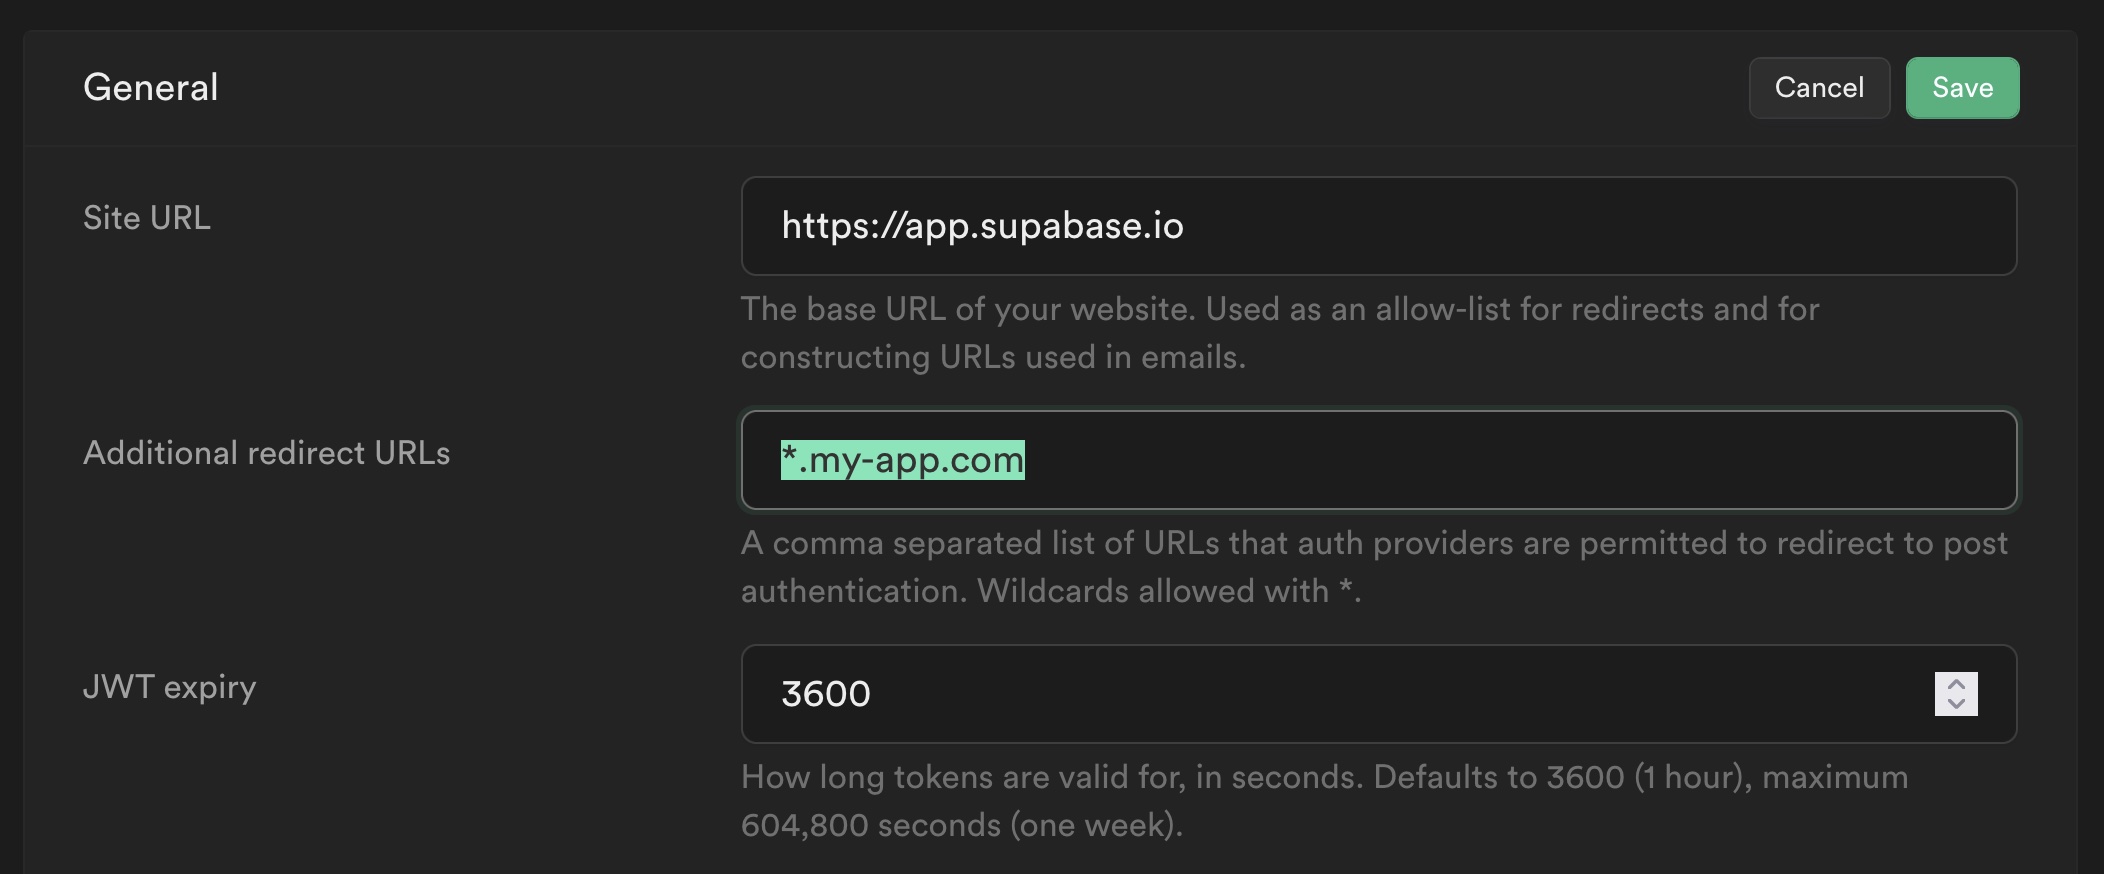 General
Cancel
Save
Site URL
https://app.supabase.io
The base URL of your website. Used as an allow-list for redirects and for
constructing URLs used in emails.
Additional redirect URLs
*.my-app.com
A comma separated list of URLs that auth providers are permitted to redirect to post
authentication. Wildcards allowed with *.
JWT expiry
3600
How long tokens are valid for, in seconds. Defaults to 3600 (1 hour), maximum
604,800 seconds (one week).